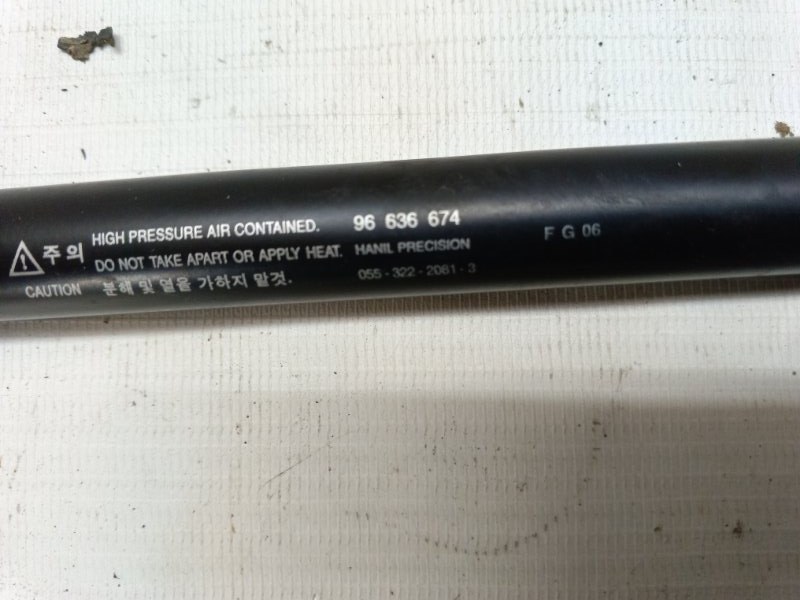 주의 HIGH PRESSURE AIR CONTAINED. 96 636 674
DO NOT TAKE APART OR APPLY HEAT. HANIL PRECISION F G 06
CAUTION 분해 및 열을 가하지 말것. 055-322-2061-3